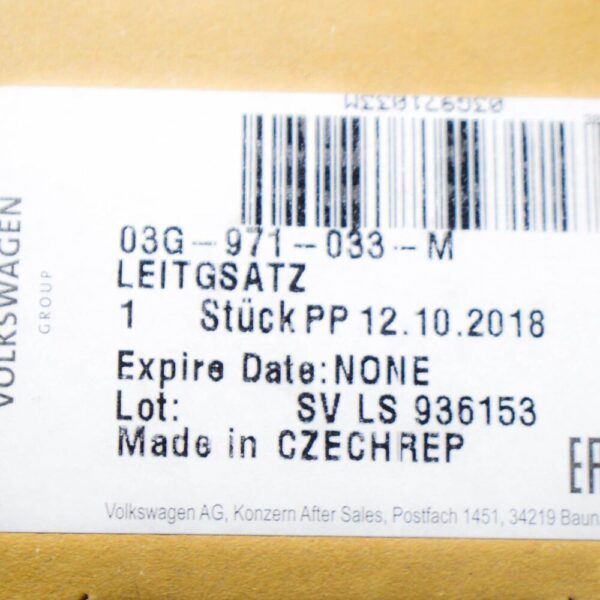 03G971033M
03G-971-033-M
LEITGSATZ
1 Stück PP 12.10.2018
Expire Date: NONE
Lot: SV LS 936153
Made in CZECHREP
Volkswagen AG, Konzern After Sales, Postfach 1451, 34219
VOLKSWAGEN
GROUP